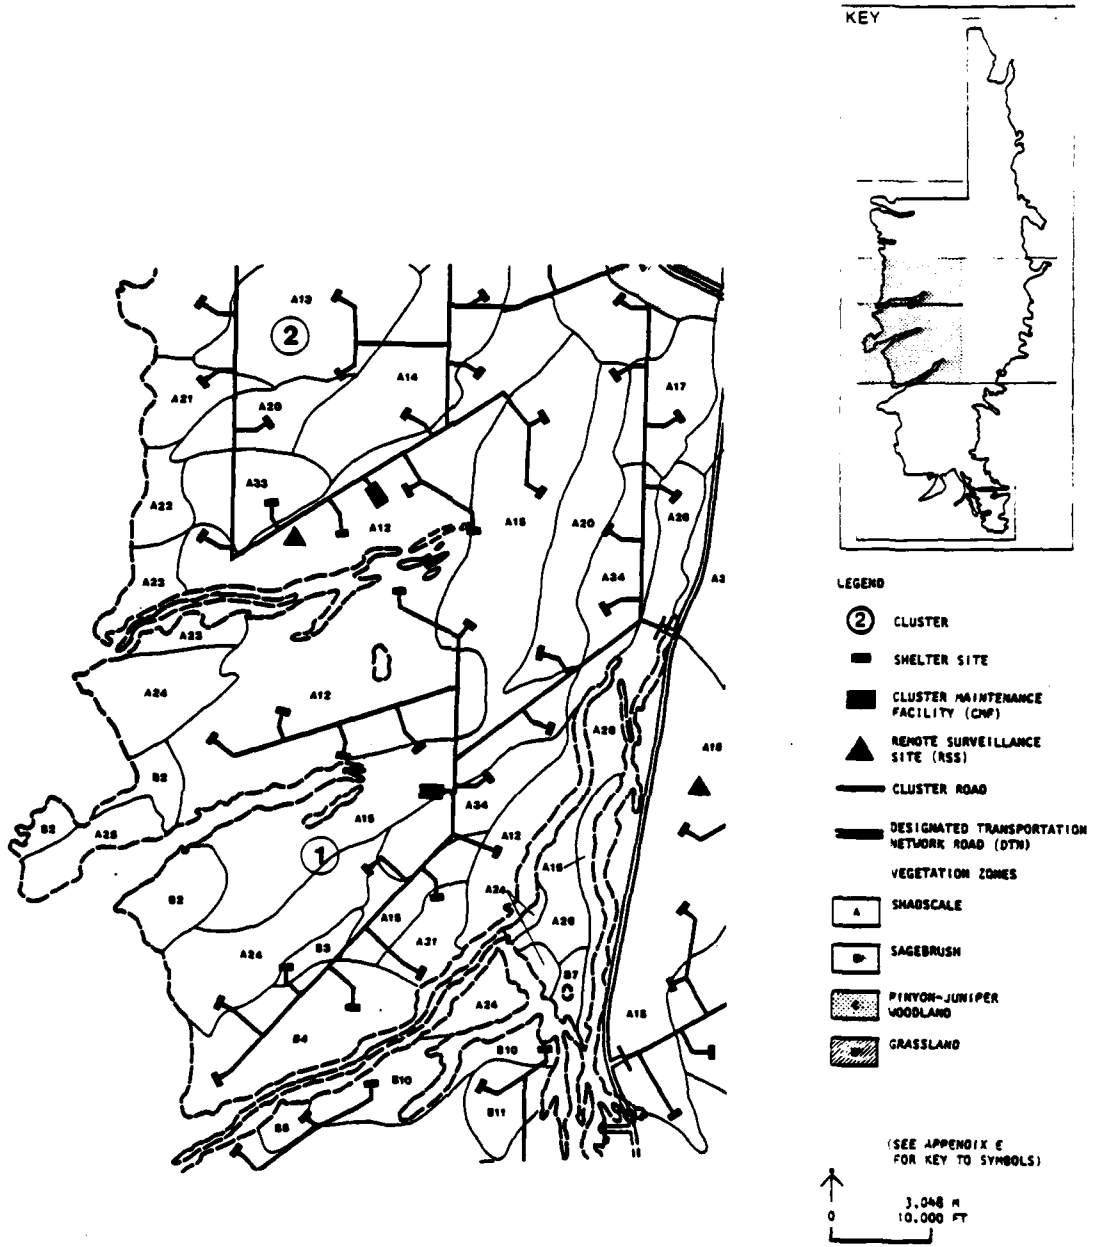 KEY
A13
2
A14
A17
A21
A20
A33
A22
A12
A15
A20
A26
A23
A34
A23
A24
A12
A26
A18
B2
A15
A34
B2
A25
A12
1
A16
A24
B2
A15
A26
A24
B3
A21
B7
A24
A18
B4
B10
B10
B11
B5
LEGEND
2 CLUSTER
SHELTER SITE
CLUSTER MAINTENANCE
FACILITY (CMF)
REMOTE SURVEILLANCE
SITE (RSS)
CLUSTER ROAD
DESIGNATED TRANSPORTATION
NETWORK ROAD (DTN)
VEGETATION ZONES
A SHADSCALE
B SAGEBRUSH
C PINYON-JUNIPER
WOODLAND
GRASSLAND
(SEE APPENDIX E
FOR KEY TO SYMBOLS)
3,048 M
0 10,000 FT